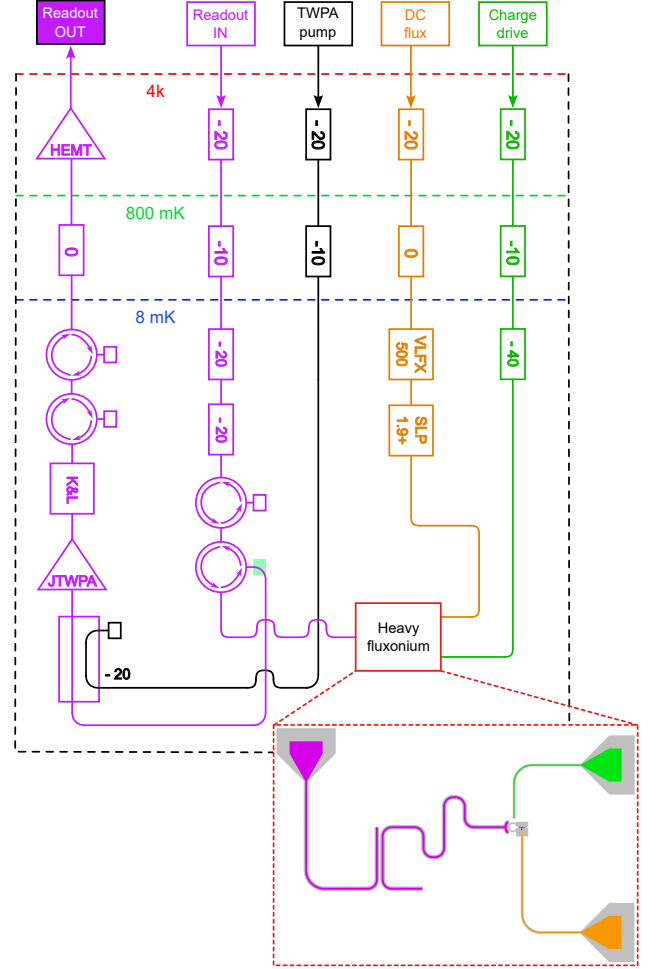 Readout
OUT
Readout
IN
TWPA
pump
DC
flux
Charge
drive
4k
HEMT
- 20
- 20
- 20
- 20
800 mK
0
-10
-10
0
-10
8 mK
- 20
VLFX
500
- 40
- 20
SLP
1.9+
K&L
JTWPA
Heavy
fluxonium
- 20